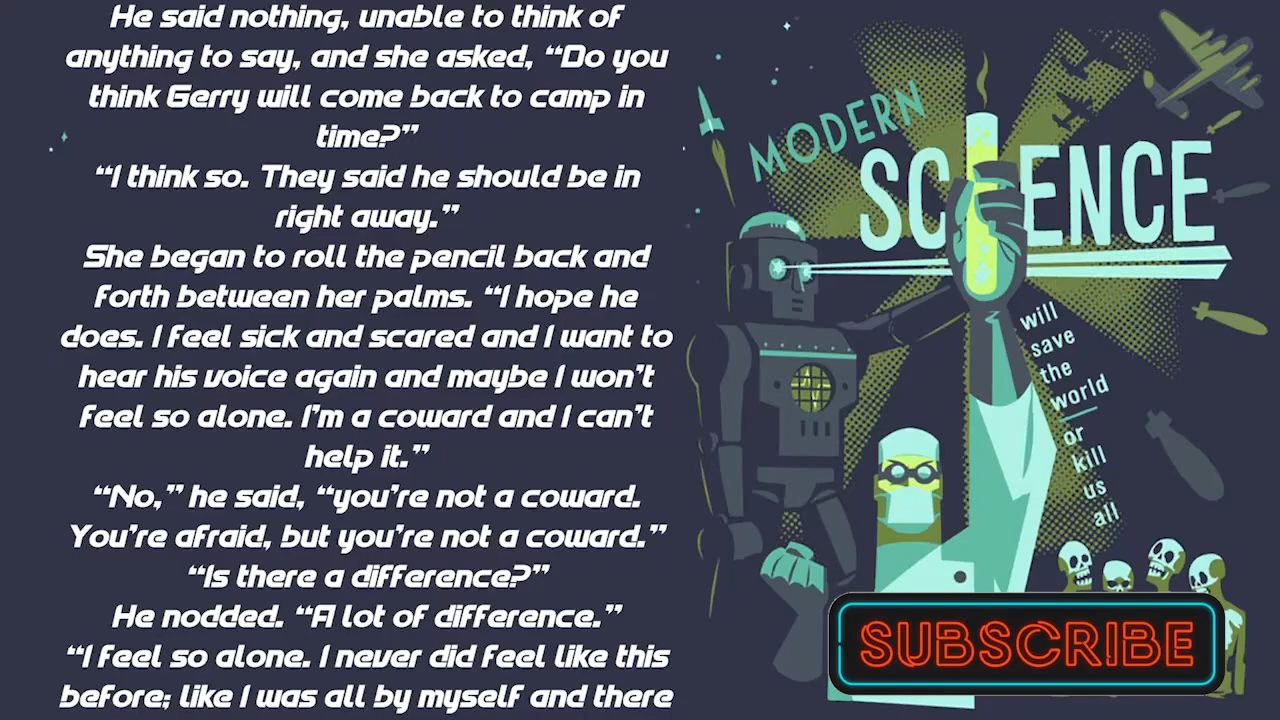 He said nothing, unable to think of
anything to say, and she asked, “Do you
think Gerry will come back to camp in
time?”
“I think so. They said he should be in
right away.”
She began to roll the pencil back and
forth between her palms. “I hope he
does. I feel sick and scared and I want to
hear his voice again and maybe I won’t
feel so alone. I’m a coward and I can’t
help it.”
“No,” he said, “you’re not a coward.
You’re afraid, but you’re not a coward.”
“Is there a difference?”
He nodded. “A lot of difference.”
“I feel so alone. I never did feel like this
before; like I was all by myself and there
MODERN
SCIENCE
will
save
the
world
or
kill
us
all
SUBSCRIBE